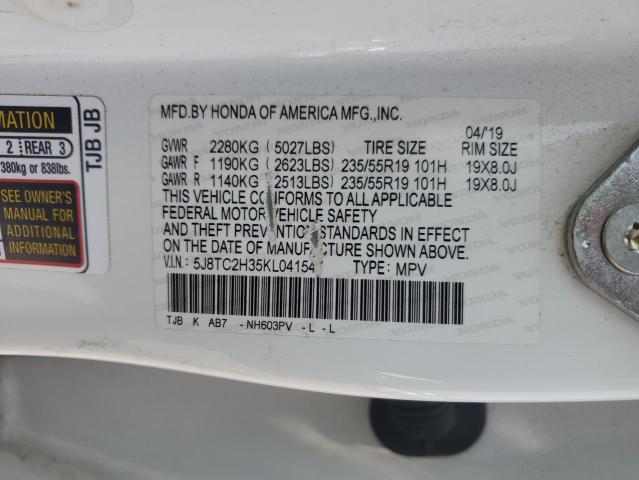 MFD.BY HONDA OF AMERICA MFG.,INC.
04/'19
GVWR 2280KG (5027LBS) TIRE SIZE RIM SIZE
GAWR F 1190KG (2623LBS) 235/55R19 101H 19X8.0J
GAWR R 1140KG (2513LBS) 235/55R19 101H 19X8.0J
THIS VEHICLE CONFORMS TO ALL APPLICABLE
FEDERAL MOTOR VEHICLE SAFETY
AND THEFT PREVENTION STANDARDS IN EFFECT
ON THE DATE OF MANUFACTURE SHOWN ABOVE.
V.I.N.: 5J8TC2H35KL04154 TYPE: MPV
TJB K AB7 -NH603PV -L -L
MATION
2 REAR 3
380kg or 838lbs.
SEE OWNER'S
MANUAL FOR
ADDITIONAL
INFORMATION
TJB JB